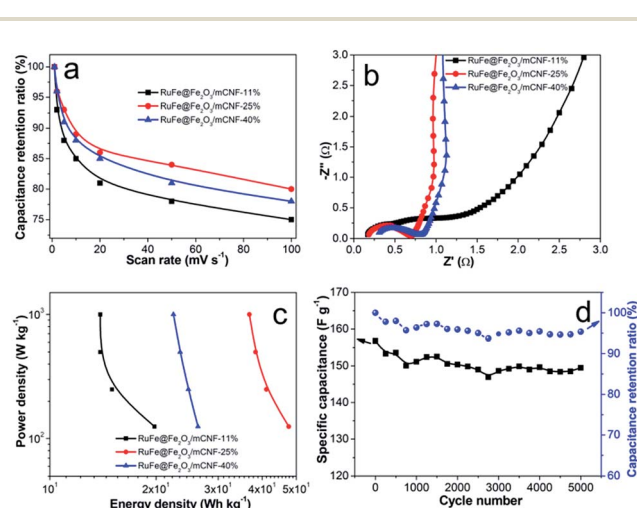 a
100
95
90
85
80
75
0
20
40
60
80
100
Capacitance retention ratio (%)
Scan rate (mV s⁻¹)
RuFe@Fe₂O₃/mCNF-11%
RuFe@Fe₂O₃/mCNF-25%
RuFe@Fe₂O₃/mCNF-40%
b
3.0
2.5
2.0
1.5
1.0
0.5
0.0
0.0
0.5
1.0
1.5
2.0
2.5
3.0
-Z'' (Ω)
Z' (Ω)
RuFe@Fe₂O₃/mCNF-11%
RuFe@Fe₂O₃/mCNF-25%
RuFe@Fe₂O₃/mCNF-40%
c
10³
10²
10¹
2x10¹
3x10¹
4x10¹
5x10¹
Power density (W kg⁻¹)
Energy density (Wh kg⁻¹)
RuFe@Fe₂O₃/mCNF-11%
RuFe@Fe₂O₃/mCNF-25%
RuFe@Fe₂O₃/mCNF-40%
d
170
160
150
140
130
120
0
1000
2000
3000
4000
5000
100%
90%
80%
70%
60%
Specific capacitance (F g⁻¹)
Cycle number
Capacitance retention ratio (%)